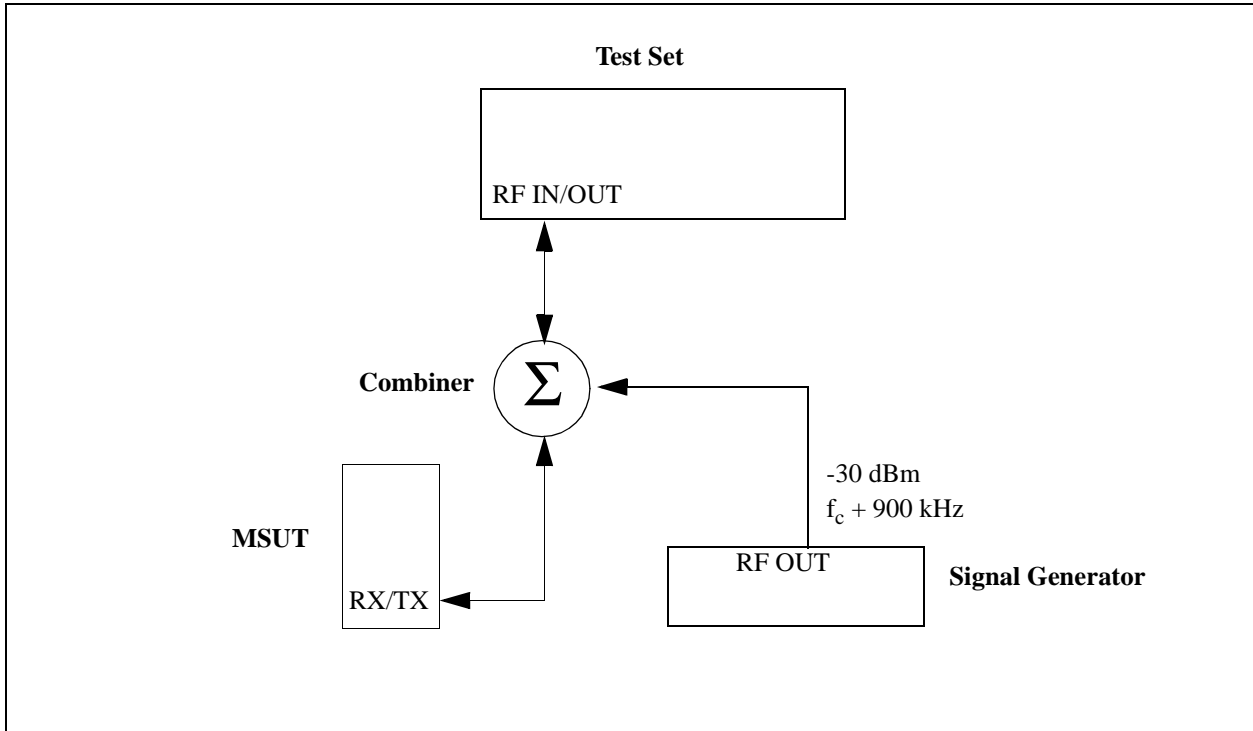 Test Set
RF IN/OUT
Combiner
Σ
-30 dBm
fc + 900 kHz
MSUT
RF OUT
Signal Generator
RX/TX